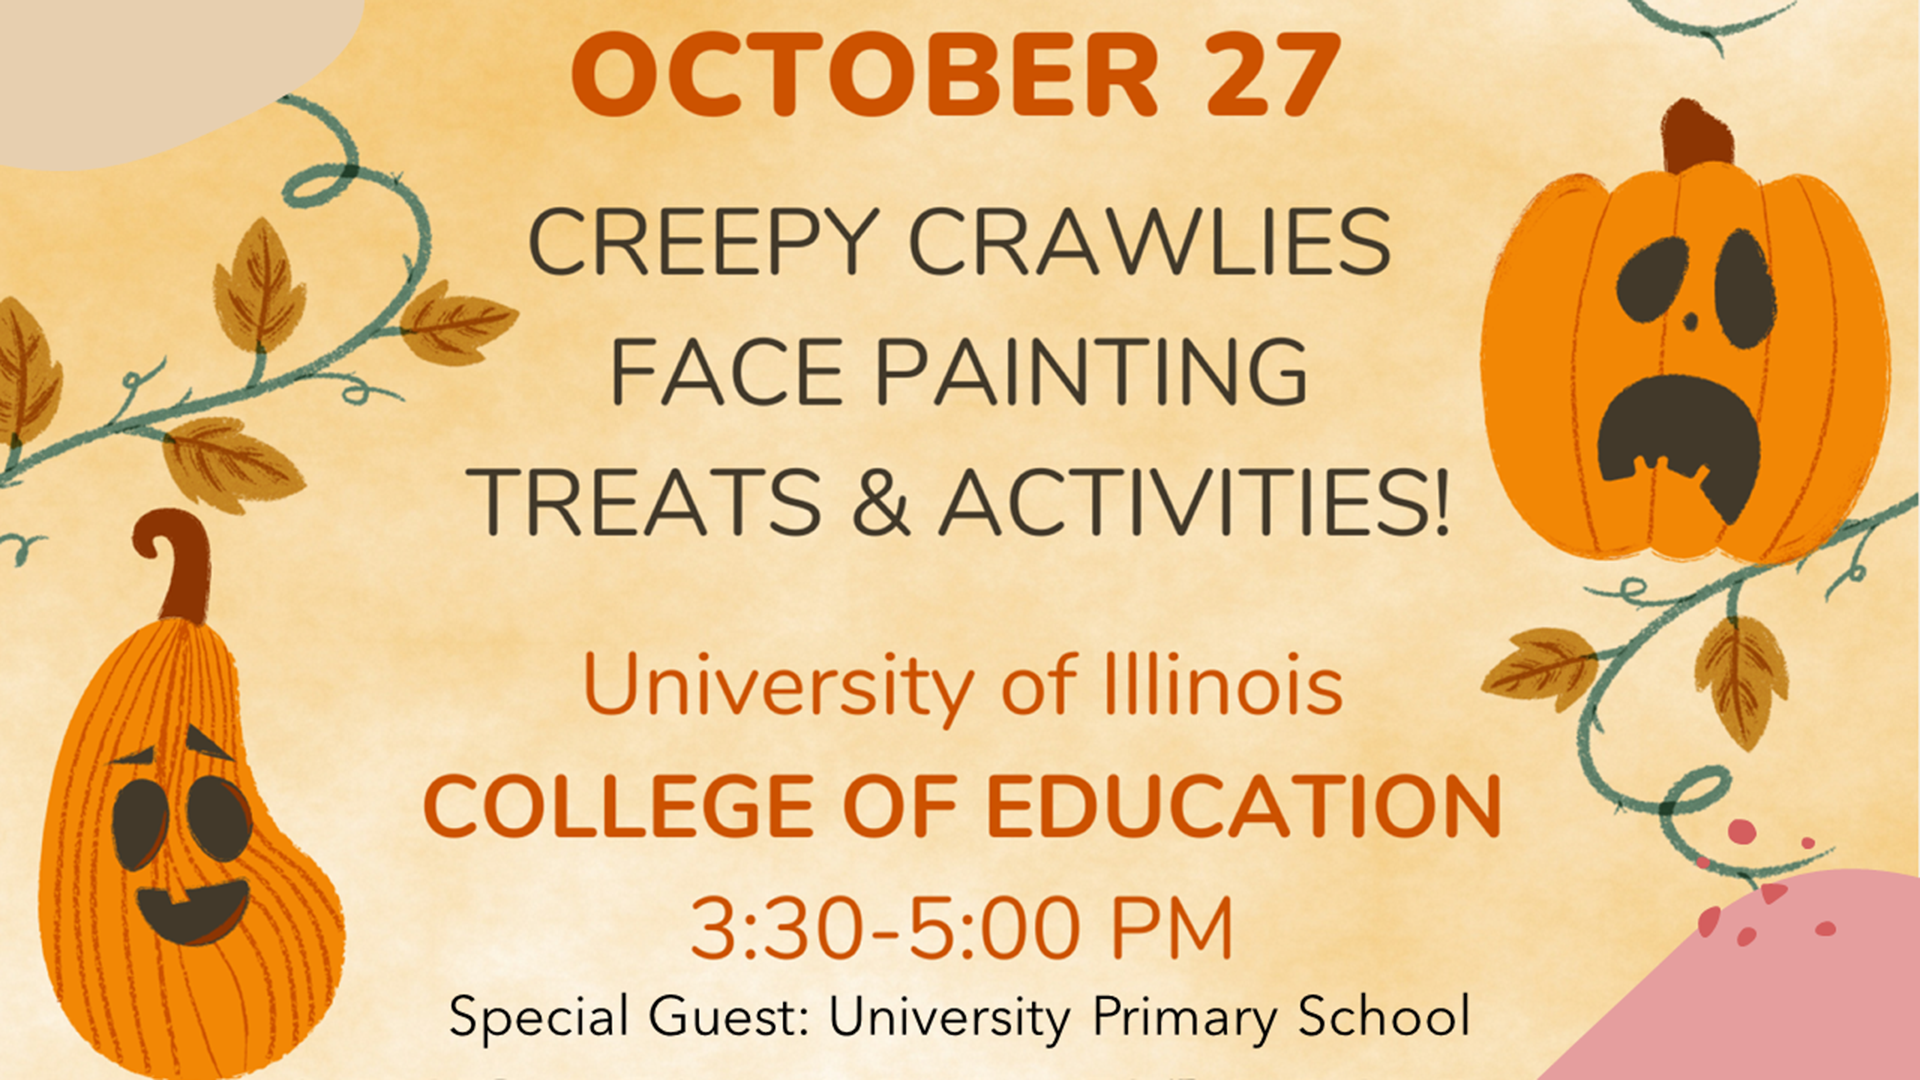 OCTOBER 27
CREEPY CRAWLIES
FACE PAINTING
TREATS & ACTIVITIES!
University of Illinois
COLLEGE OF EDUCATION
3:30-5:00 PM
Special Guest: University Primary School